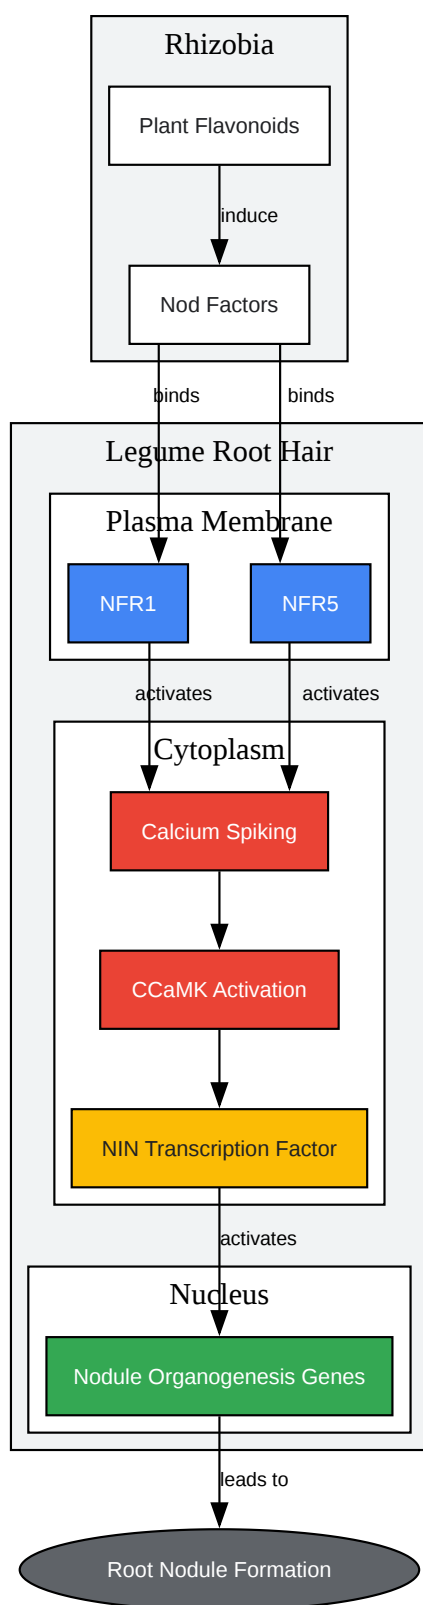 Rhizobia
Plant Flavonoids
induce
Nod Factors
binds
binds
Legume Root Hair
Plasma Membrane
NFR1
NFR5
activates
activates
Cytoplasm
Calcium Spiking
CCaMK Activation
NIN Transcription Factor
activates
Nucleus
Nodule Organogenesis Genes
leads to
Root Nodule Formation